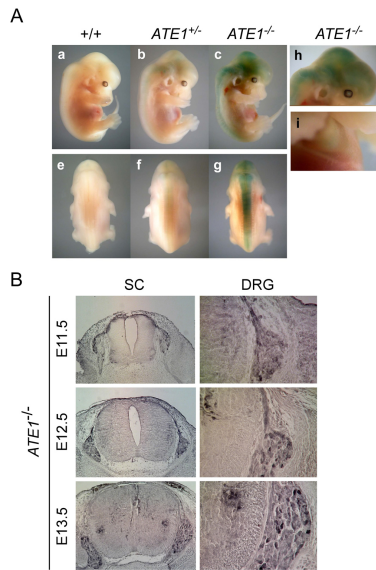 A
+/+ ATE1+/- ATE1-/-
ATE1-/-
a b c
h
i
e f g
B
SC DRG
ATE1-/-
E11.5
E12.5
E13.5